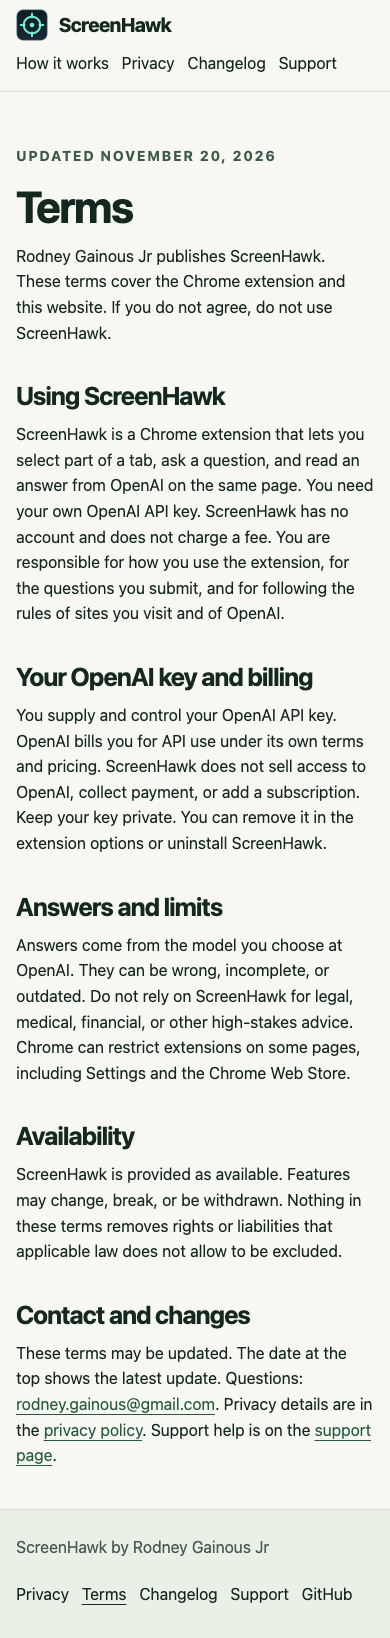 ScreenHawk
How it works Privacy Changelog Support
UPDATED NOVEMBER 20, 2026
Terms
Rodney Gainous Jr publishes ScreenHawk.
These terms cover the Chrome extension and
this website. If you do not agree, do not use
ScreenHawk.
Using ScreenHawk
ScreenHawk is a Chrome extension that lets you
select part of a tab, ask a question, and read an
answer from OpenAI on the same page. You need
your own OpenAI API key. ScreenHawk has no
account and does not charge a fee. You are
responsible for how you use the extension, for
the questions you submit, and for following the
rules of sites you visit and of OpenAI.
Your OpenAI key and billing
You supply and control your OpenAI API key.
OpenAI bills you for API use under its own terms
and pricing. ScreenHawk does not sell access to
OpenAI, collect payment, or add a subscription.
Keep your key private. You can remove it in the
extension options or uninstall ScreenHawk.
Answers and limits
Answers come from the model you choose at
OpenAI. They can be wrong, incomplete, or
outdated. Do not rely on ScreenHawk for legal,
medical, financial, or other high-stakes advice.
Chrome can restrict extensions on some pages,
including Settings and the Chrome Web Store.
Availability
ScreenHawk is provided as available. Features
may change, break, or be withdrawn. Nothing in
these terms removes rights or liabilities that
applicable law does not allow to be excluded.
Contact and changes
These terms may be updated. The date at the
top shows the latest update. Questions:
rodney.gainous@gmail.com. Privacy details are in
the privacy policy. Support help is on the support
page.
ScreenHawk by Rodney Gainous Jr
Privacy Terms Changelog Support GitHub